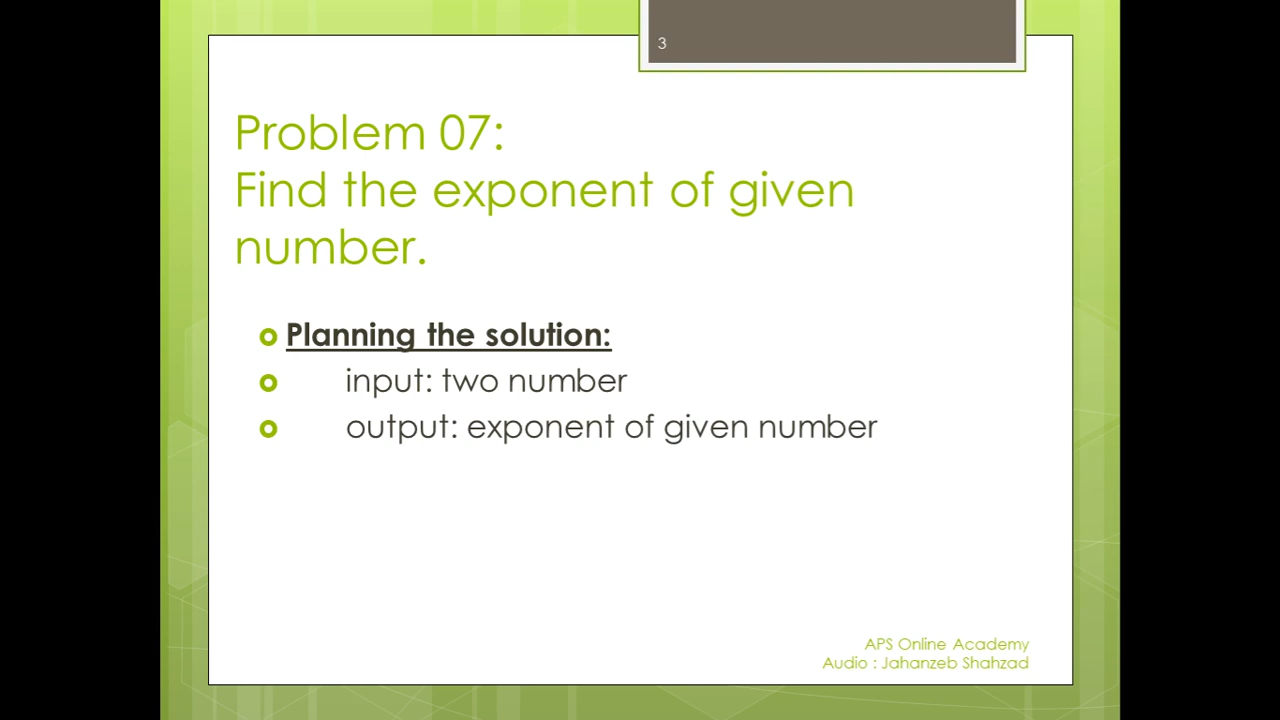 3
Problem 07:
Find the exponent of given
number.
Planning the solution:
input: two number
output: exponent of given number
APS Online Academy
Audio : Jahanzeb Shahzad